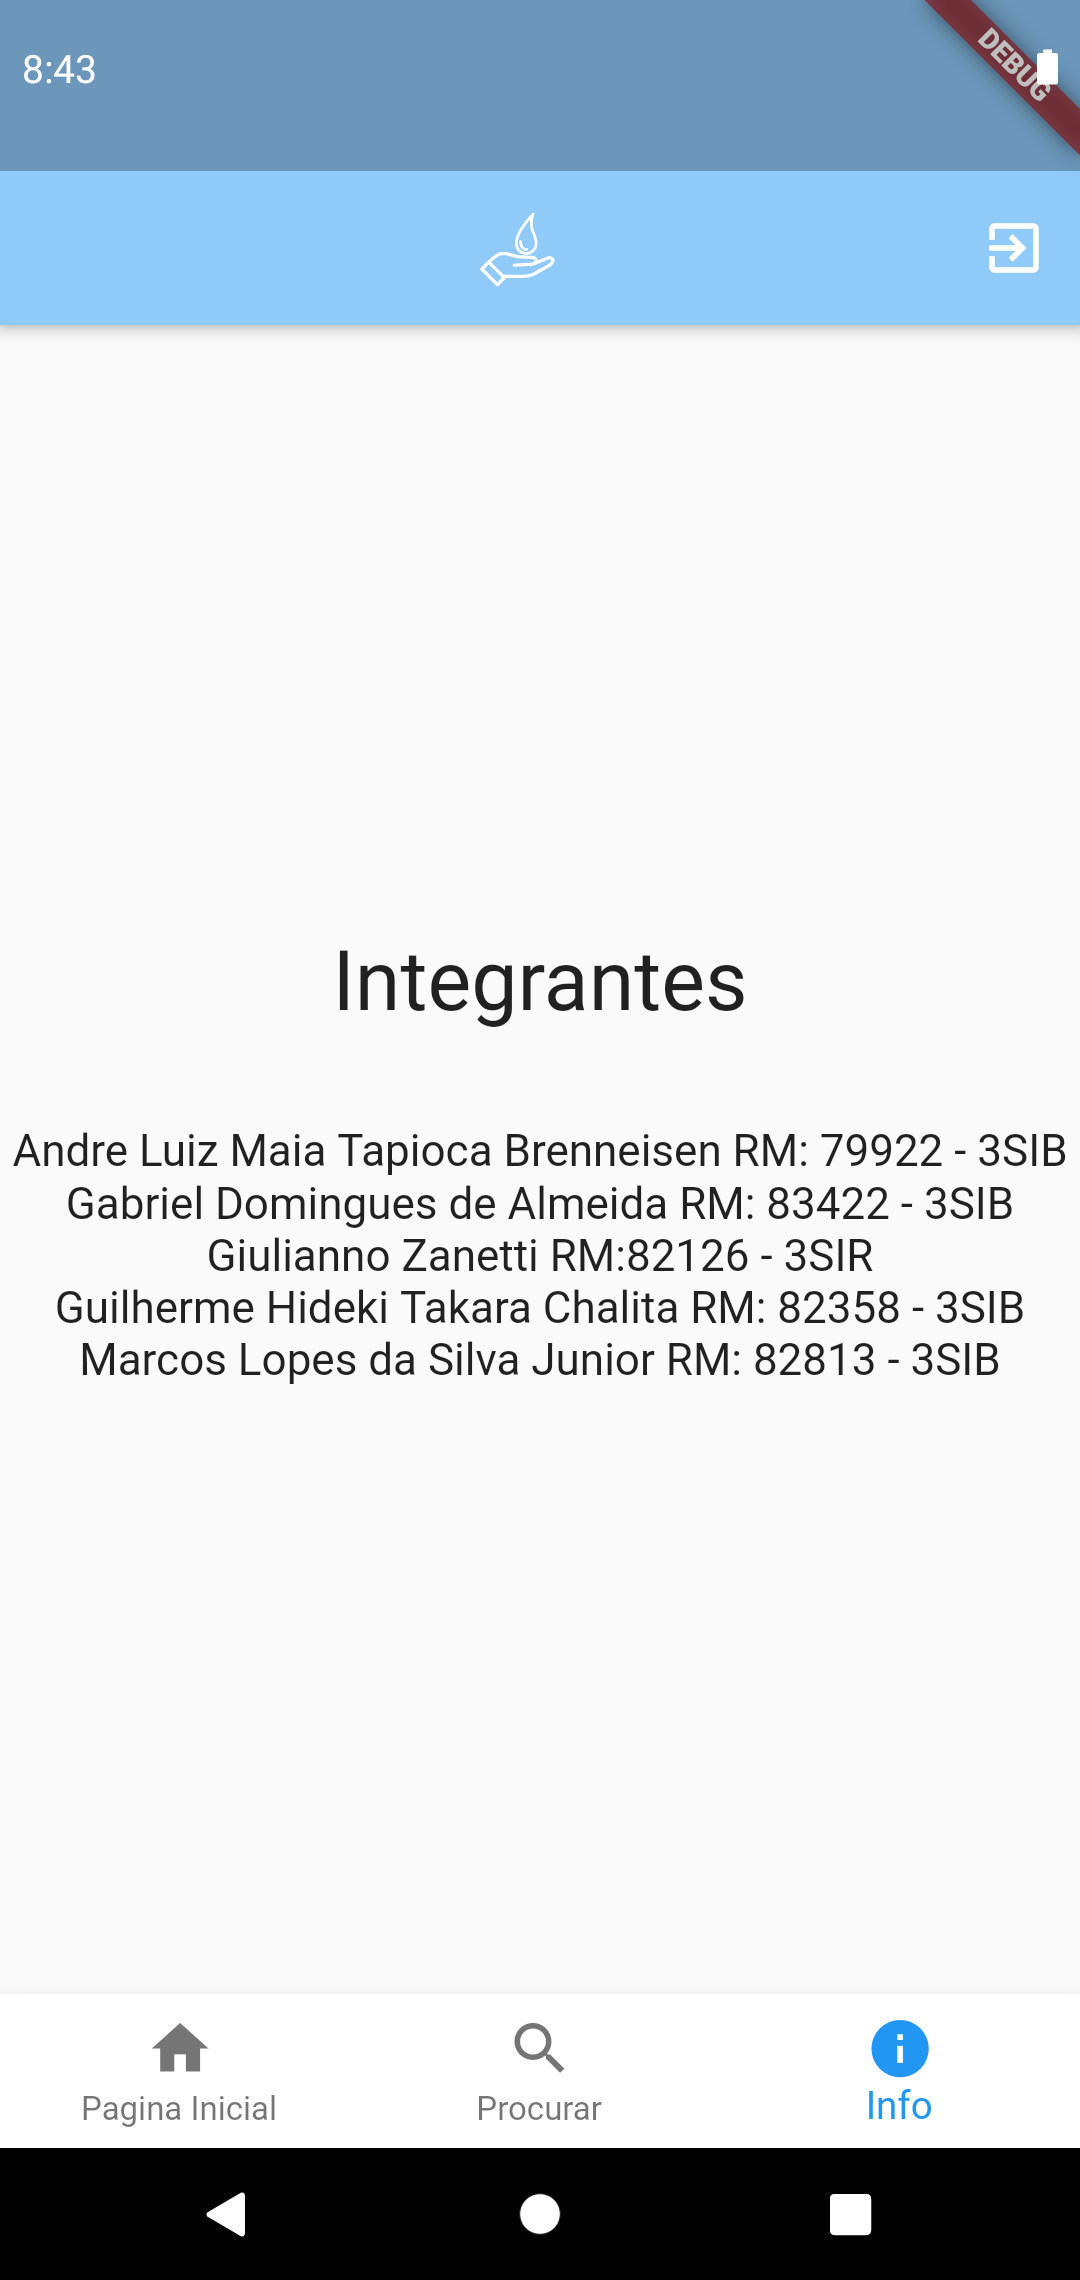 8:43
DEBUG
Integrantes
Andre Luiz Maia Tapioca Brenneisen RM: 79922 - 3SIB
Gabriel Domingues de Almeida RM: 83422 - 3SIB
Giulianno Zanetti RM:82126 - 3SIR
Guilherme Hideki Takara Chalita RM: 82358 - 3SIB
Marcos Lopes da Silva Junior RM: 82813 - 3SIB
Pagina Inicial
Procurar
Info